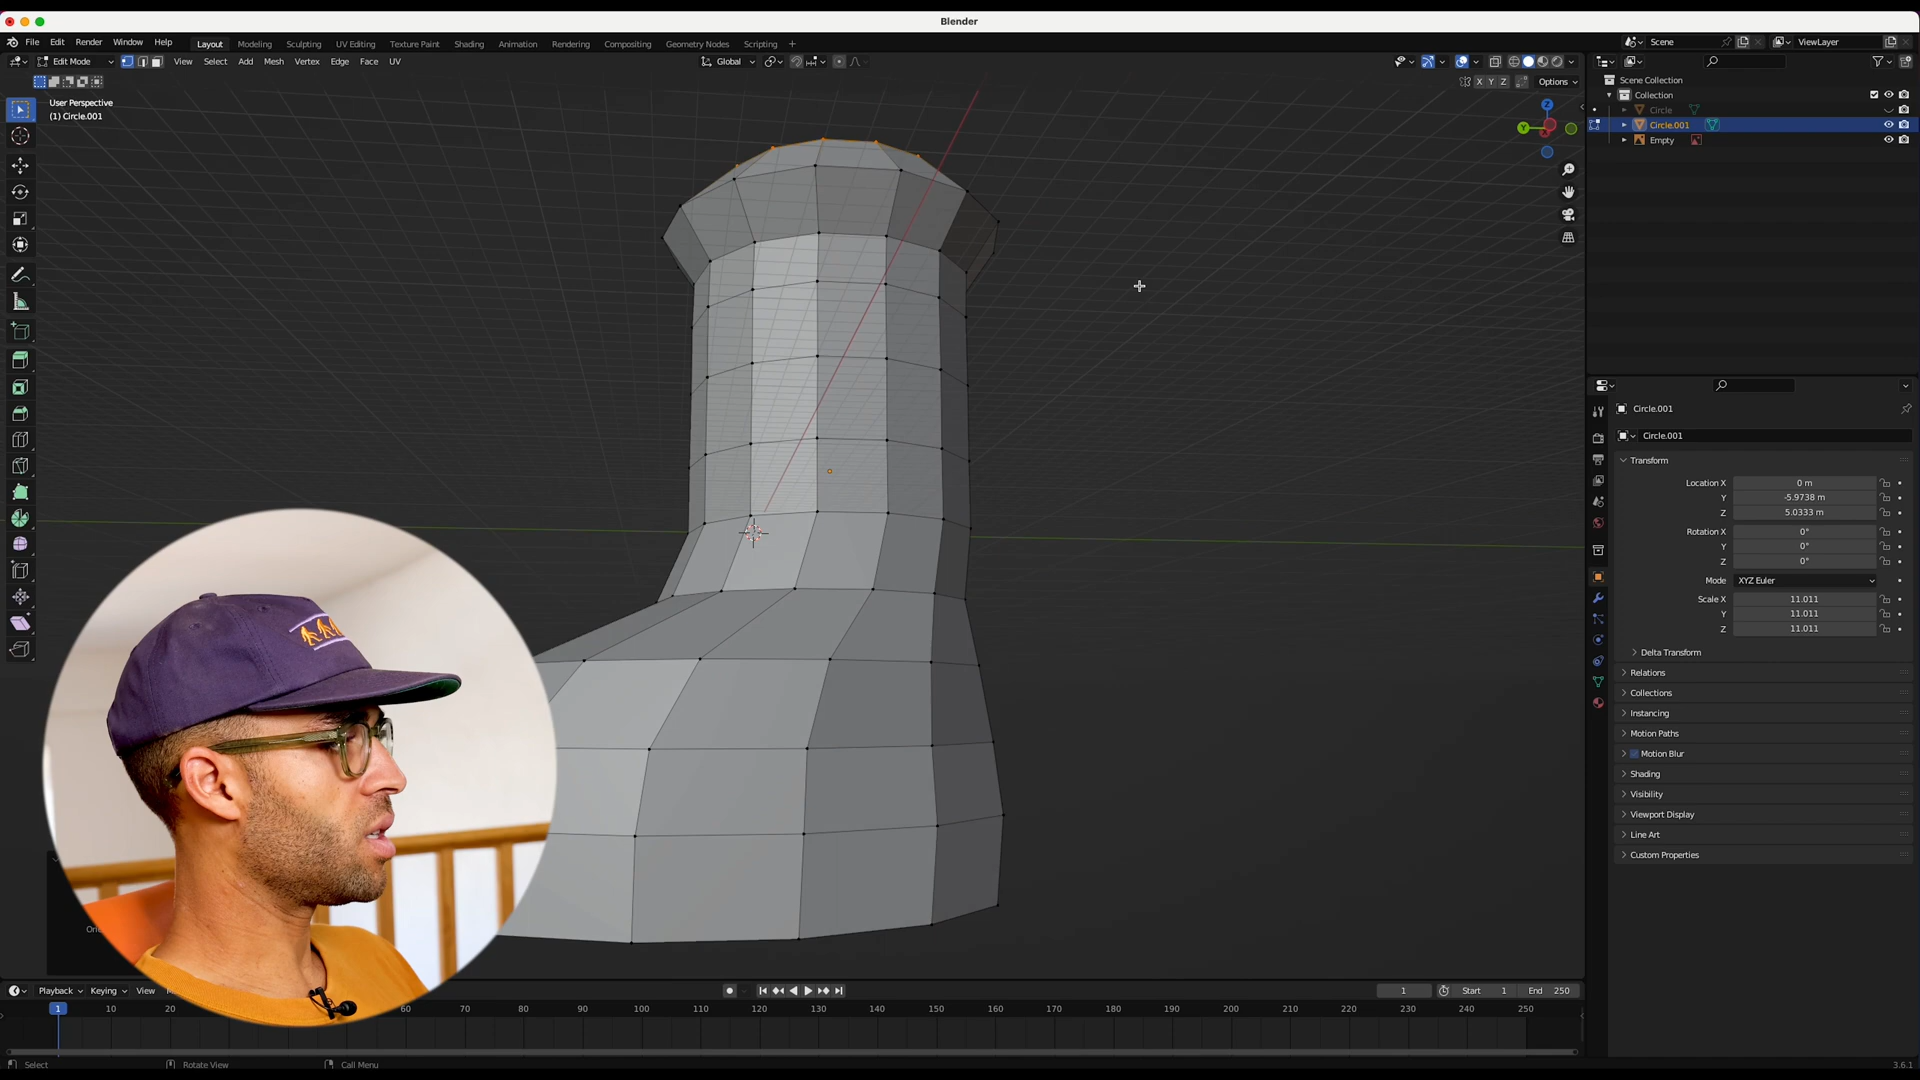 Blender
File Edit Render Window Help
Layout Modeling Sculpting UV Editing Texture Paint Shading Animation Rendering Compositing Geometry Nodes Scripting +
Scene
ViewLayer
Edit Mode View Select Add Mesh Vertex Edge Face UV
Global
X Y Z
Options
User Perspective
(1) Circle.001
Z
Y
Scene Collection
Collection
Circle
Circle.001
Empty
Circle.001
Circle.001
Transform
Location X 0 m
Y -5.9738 m
Z 5.0333 m
Rotation X 0°
Y 0°
Z 0°
Mode XYZ Euler
Scale X 11.011
Y 11.011
Z 11.011
Delta Transform
Relations
Collections
Instancing
Motion Paths
Motion Blur
Shading
Visibility
Viewport Display
Line Art
Custom Properties
Playback Keying View
1 Start 1 End 250
1 10 20 60 70 80 90 100 110 120 130 140 150 160 170 180 190 200 210 220 230 240 250
Select Rotate View Call Menu
3.6.1